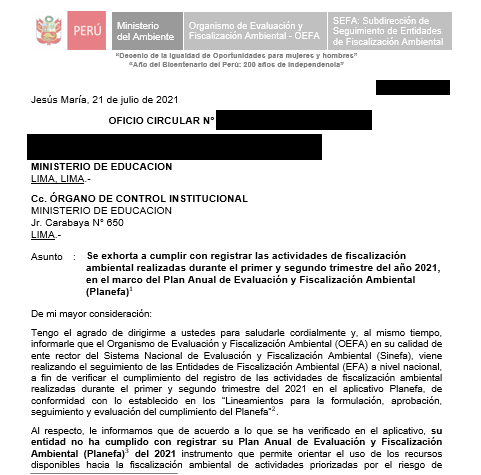 PERÚ
Ministerio
del Ambiente
Organismo de Evaluación y
Fiscalización Ambiental - OEFA
SEFA: Subdirección de
Seguimiento de Entidades
de Fiscalización Ambiental
“Decenio de la Igualdad de Oportunidades para mujeres y hombres”
“Año del Bicentenario del Perú: 200 años de Independencia”
Jesús María, 21 de julio de 2021
OFICIO CIRCULAR N°
MINISTERIO DE EDUCACION
LIMA, LIMA.-
Cc. ÓRGANO DE CONTROL INSTITUCIONAL
MINISTERIO DE EDUCACION
Jr. Carabaya N° 650
LIMA.-
Asunto : Se exhorta a cumplir con registrar las actividades de fiscalización
ambiental realizadas durante el primer y segundo trimestre del año 2021,
en el marco del Plan Anual de Evaluación y Fiscalización Ambiental
(Planefa)¹
De mi mayor consideración:
Tengo el agrado de dirigirme a ustedes para saludarle cordialmente y, al mismo tiempo,
informarle que el Organismo de Evaluación y Fiscalización Ambiental (OEFA) en su calidad de
ente rector del Sistema Nacional de Evaluación y Fiscalización Ambiental (Sinefa), viene
realizando el seguimiento de las Entidades de Fiscalización Ambiental (EFA) a nivel nacional,
a fin de verificar el cumplimiento del registro de las actividades de fiscalización ambiental
realizadas durante el primer y segundo trimestre del 2021 en el aplicativo Planefa, de
conformidad con lo establecido en los “Lineamientos para la formulación, aprobación,
seguimiento y evaluación del cumplimiento del Planefa”².
Al respecto, le informamos que de acuerdo a lo que se ha verificado en el aplicativo, su
entidad no ha cumplido con registrar su Plan Anual de Evaluación y Fiscalización
Ambiental (Planefa)³ del 2021 instrumento que permite orientar el uso de los recursos
disponibles hacia la fiscalización ambiental de actividades priorizadas por el riesgo de